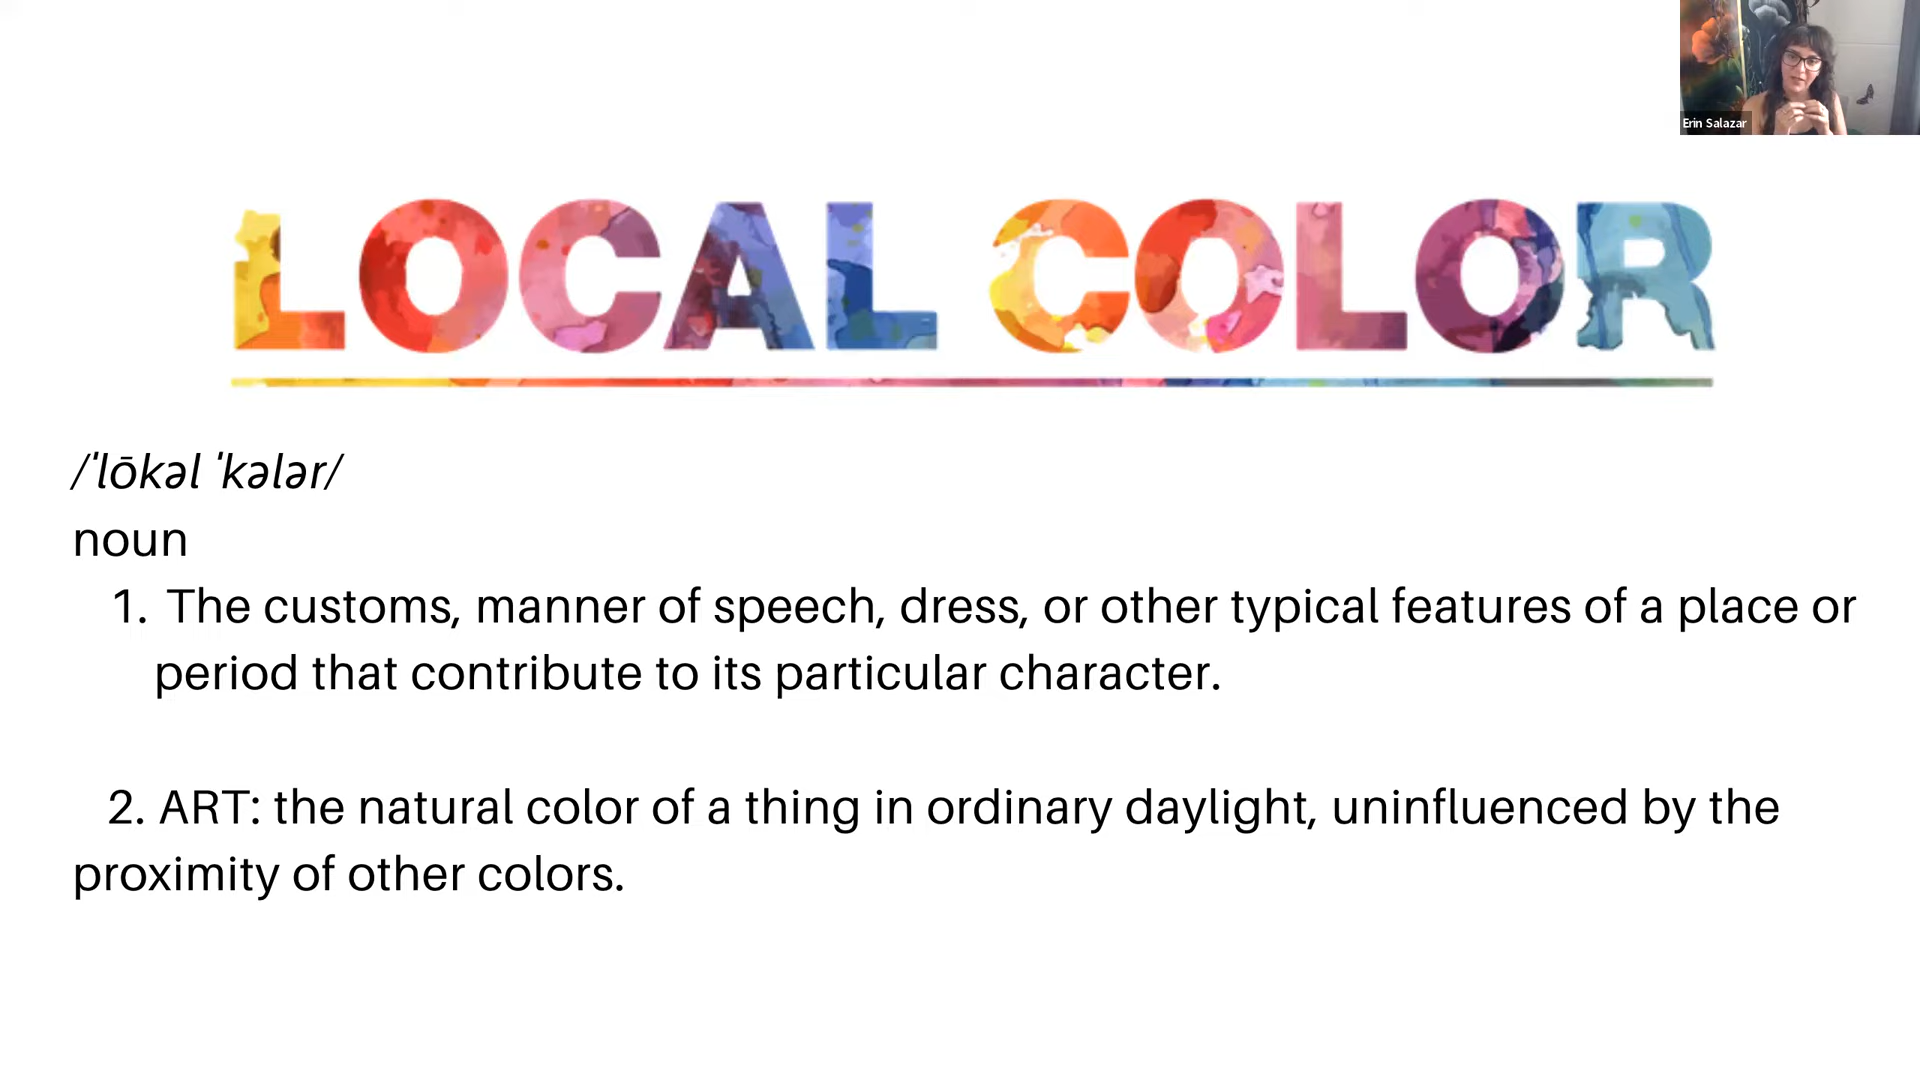 Erin Salazar
LOCAL COLOR
/ˈlōkəl ˈkələr/
noun
1. The customs, manner of speech, dress, or other typical features of a place or
period that contribute to its particular character.
2. ART: the natural color of a thing in ordinary daylight, uninfluenced by the
proximity of other colors.